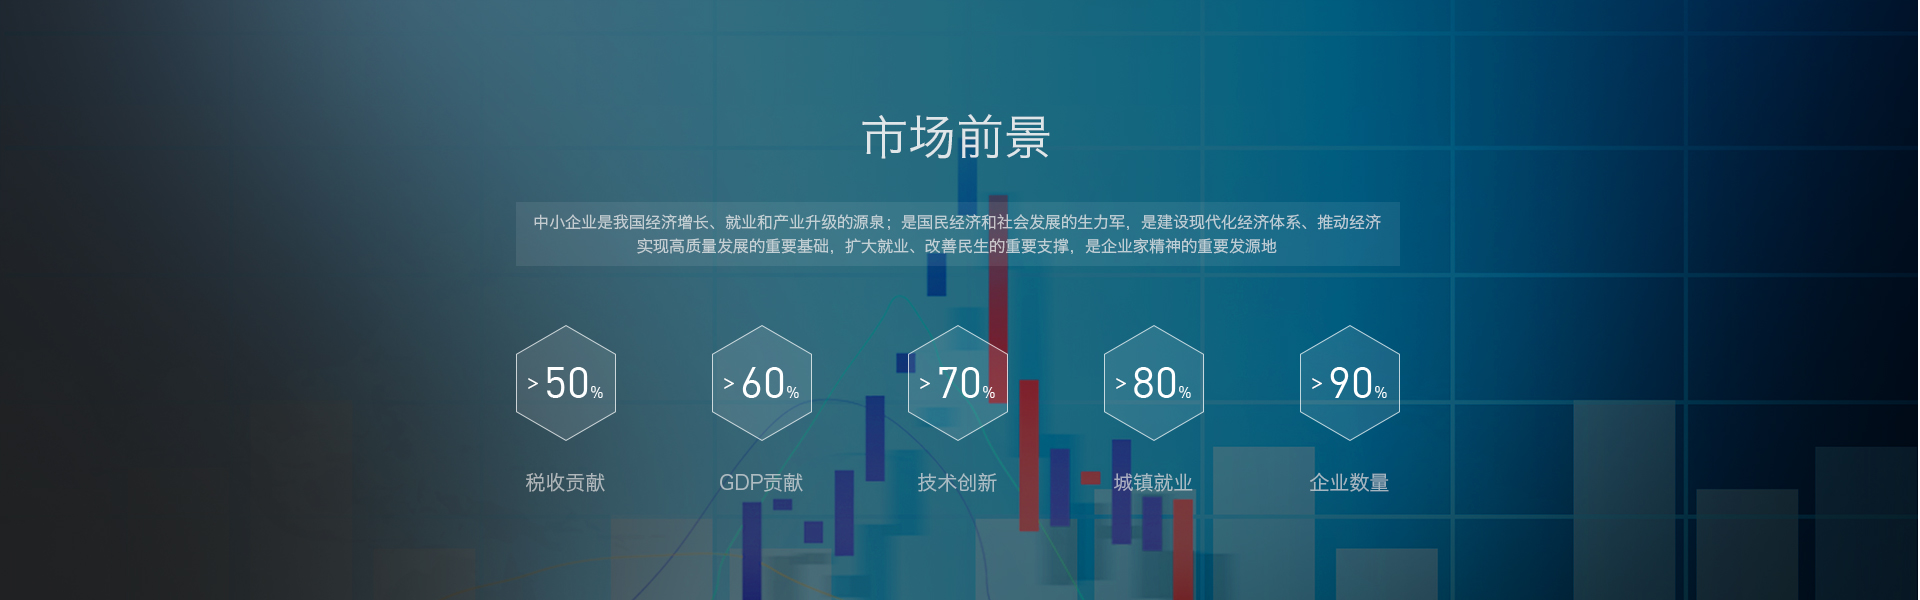 市场前景
中小企业是我国经济增长、就业和产业升级的源泉；是国民经济和社会发展的生力军，是建设现代化经济体系、推动经济
实现高质量发展的重要基础，扩大就业、改善民生的重要支撑，是企业家精神的重要发源地
>50% >60% >70% >80% >90%
税收贡献 GDP贡献 技术创新 城镇就业 企业数量